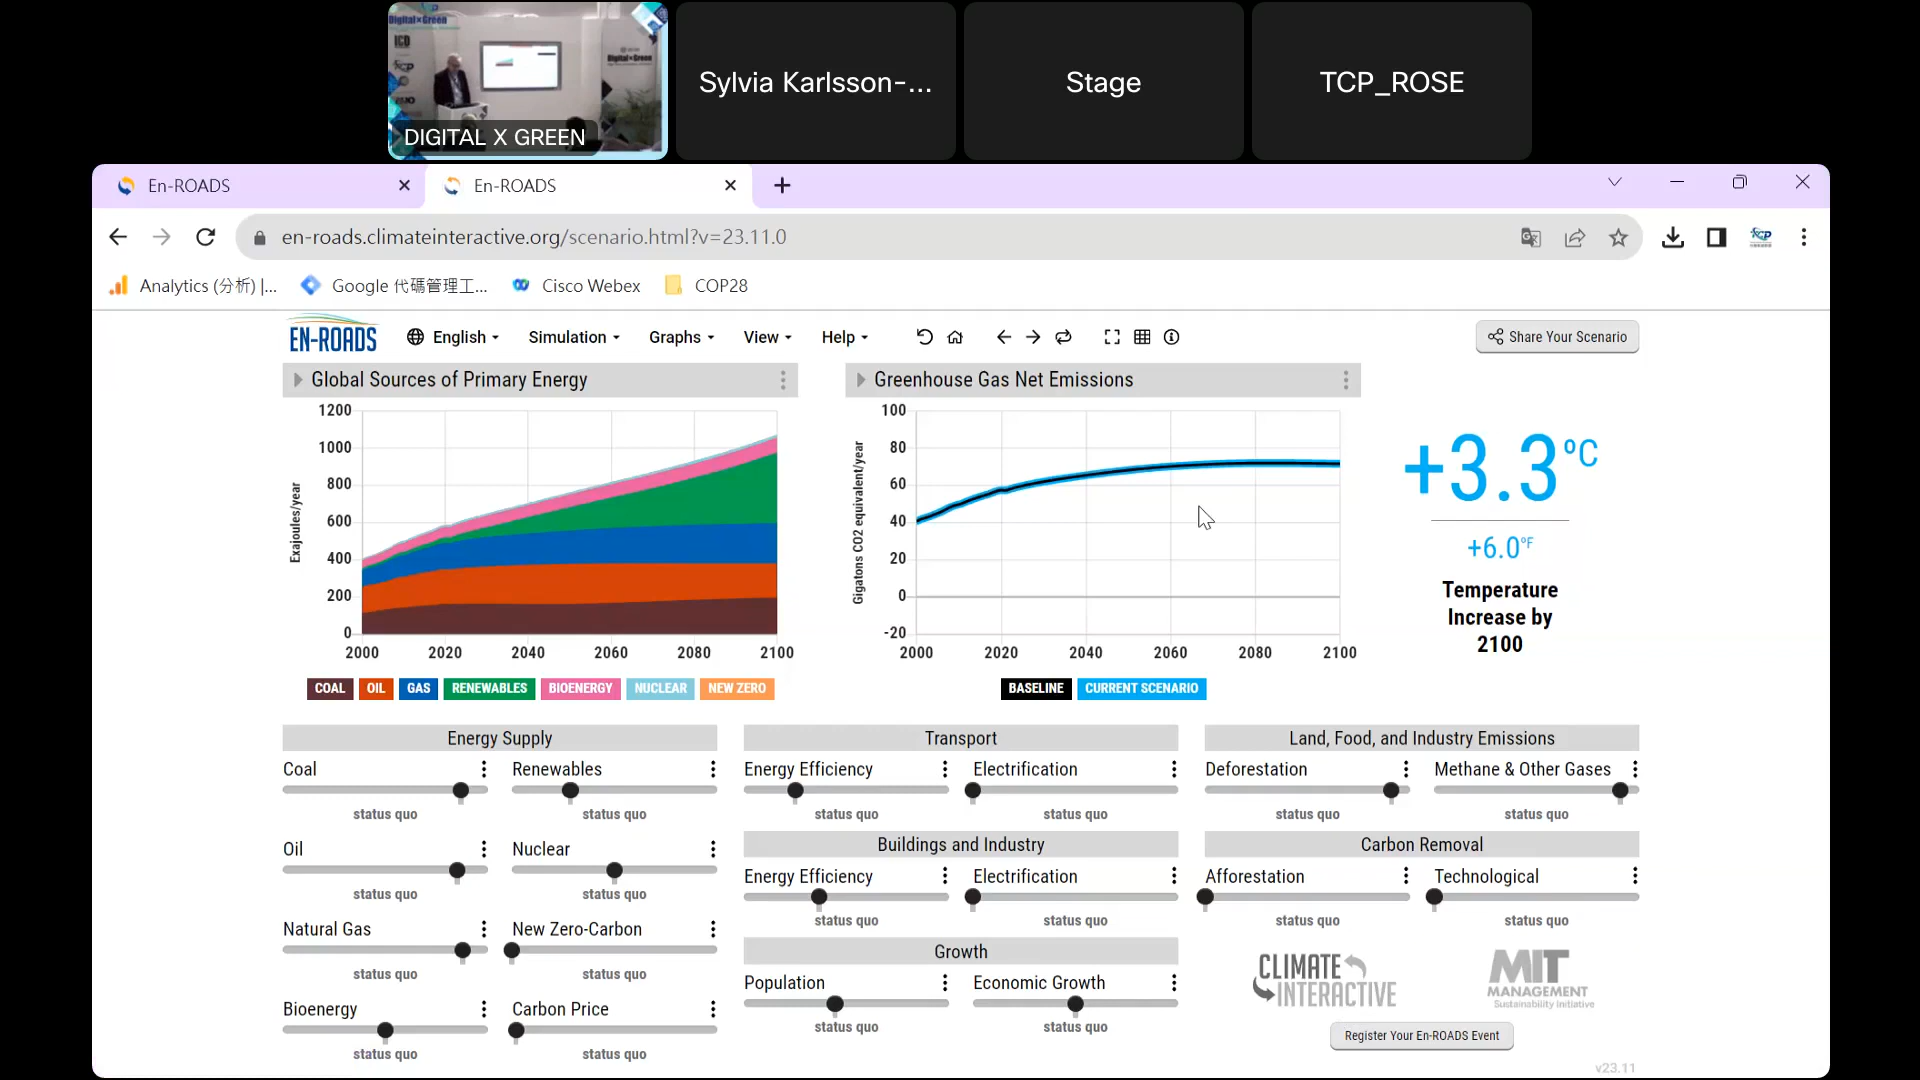 Digital×Green
ICD
Digital×Green
DIGITAL X GREEN
Sylvia Karlsson-...
Stage
TCP_ROSE
En-ROADS
En-ROADS
en-roads.climateinteractive.org/scenario.html?v=23.11.0
Analytics (分析) |...
Google 代碼管理工...
Cisco Webex
COP28
EN-ROADS
English
Simulation
Graphs
View
Help
Share Your Scenario
Global Sources of Primary Energy
Exajoules/year
1200
1000
800
600
400
200
0
2000 2020 2040 2060 2080 2100
COAL OIL GAS RENEWABLES BIOENERGY NUCLEAR NEW ZERO
Greenhouse Gas Net Emissions
Gigatons CO2 equivalent/year
100
80
60
40
20
0
-20
2000 2020 2040 2060 2080 2100
BASELINE CURRENT SCENARIO
+3.3°C
+6.0°F
Temperature
Increase by
2100
Energy Supply
Coal
status quo
Renewables
status quo
Oil
status quo
Nuclear
status quo
Natural Gas
status quo
New Zero-Carbon
status quo
Bioenergy
status quo
Carbon Price
status quo
Transport
Energy Efficiency
status quo
Electrification
status quo
Buildings and Industry
Energy Efficiency
status quo
Electrification
status quo
Growth
Population
status quo
Economic Growth
status quo
Land, Food, and Industry Emissions
Deforestation
status quo
Methane & Other Gases
status quo
Carbon Removal
Afforestation
status quo
Technological
status quo
CLIMATE
INTERACTIVE
MIT
MANAGEMENT
Sustainability Initiative
Register Your En-ROADS Event
v23.11